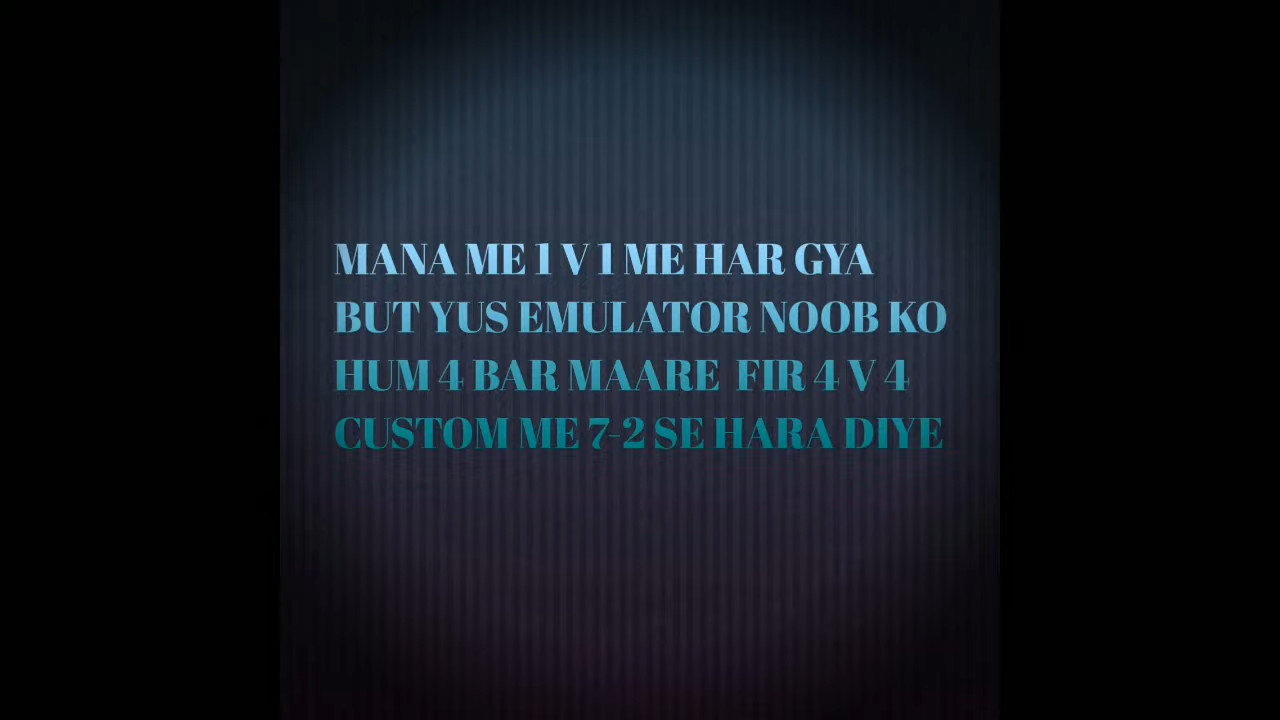 MANA ME 1 V 1 ME HAR GYA
BUT YUS EMULATOR NOOB KO
HUM 4 BAR MAARE FIR 4 V 4
CUSTOM ME 7-2 SE HARA DIYE